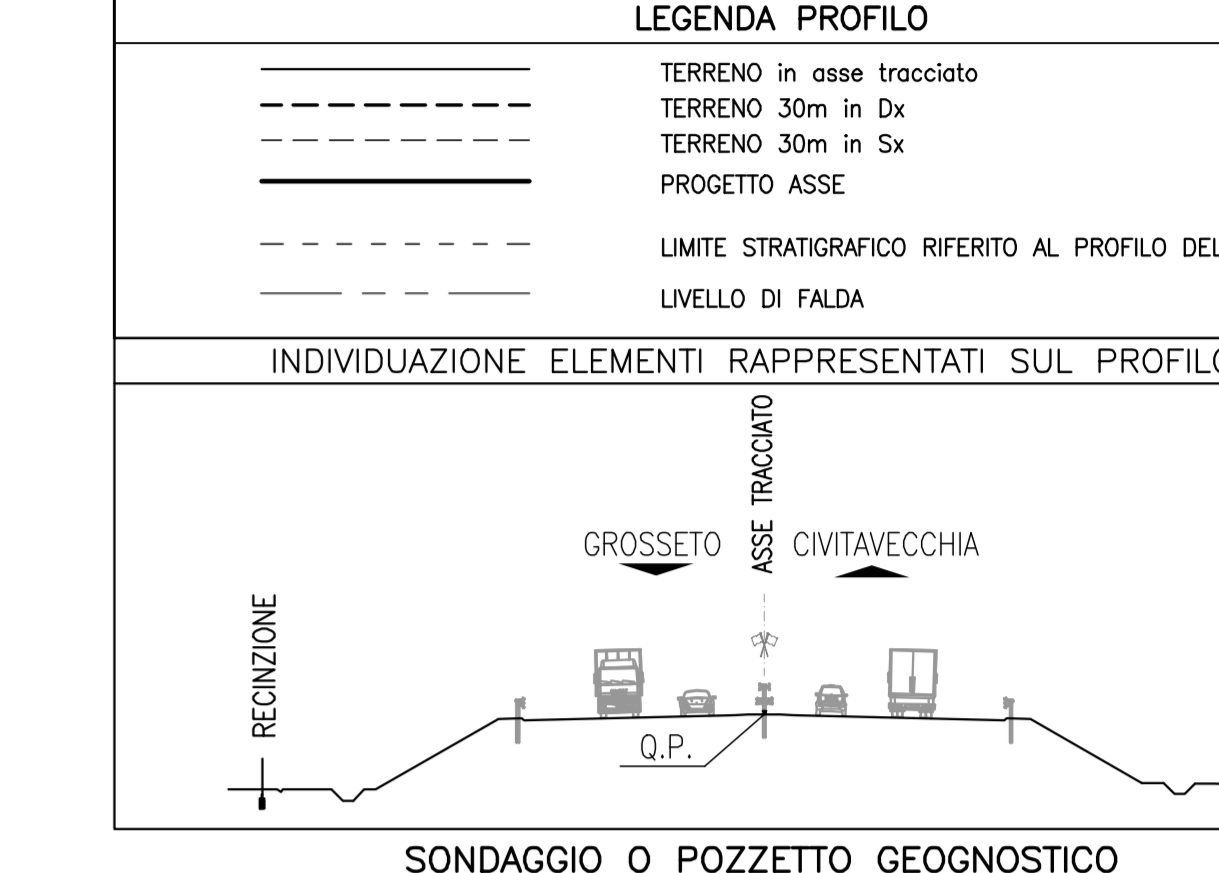 LEGENDA PROFILO
TERRENO in asse tracciato
TERRENO 30m in Dx
TERRENO 30m in Sx
PROGETTO ASSE
LIMITE STRATIGRAFICO RIFERITO AL PROFILO DEL
LIVELLO DI FALDA
INDIVIDUAZIONE ELEMENTI RAPPRESENTATI SUL PROFILO
ASSE TRACCIATO
GROSSETO
CIVITAVECCHIA
RECINZIONE
Q.P.
SONDAGGIO O POZZETTO GEOGNOSTICO